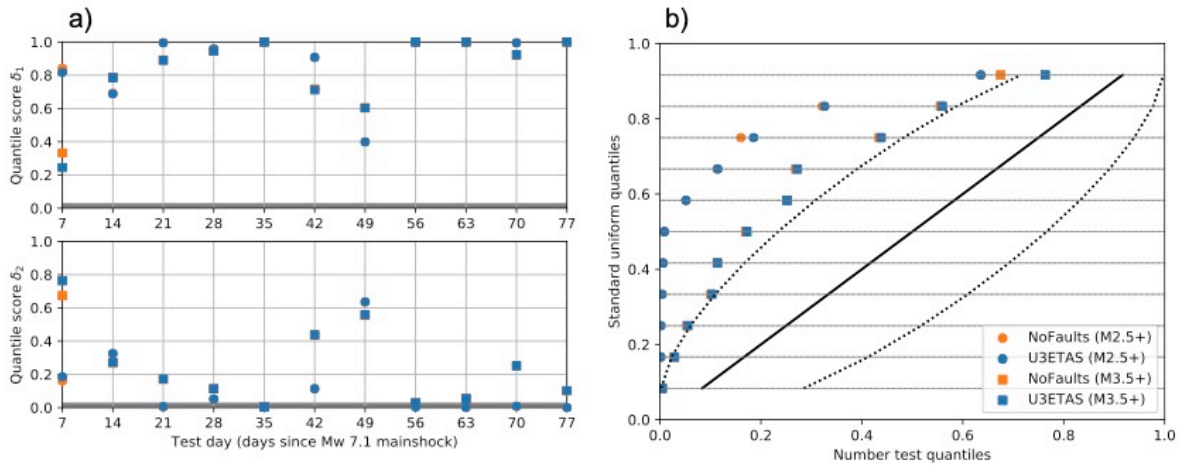 a)
1.0
0.8
0.6
0.4
0.2
0.0
Quantile score δ1
7 14 21 28 35 42 49 56 63 70 77
1.0
0.8
0.6
0.4
0.2
0.0
Quantile score δ2
7 14 21 28 35 42 49 56 63 70 77
Test day (days since Mw 7.1 mainshock)
b)
1.0
0.8
0.6
0.4
0.2
0.0
Standard uniform quantiles
NoFaults (M2.5+)
U3ETAS (M2.5+)
NoFaults (M3.5+)
U3ETAS (M3.5+)
0.0 0.2 0.4 0.6 0.8 1.0
Number test quantiles